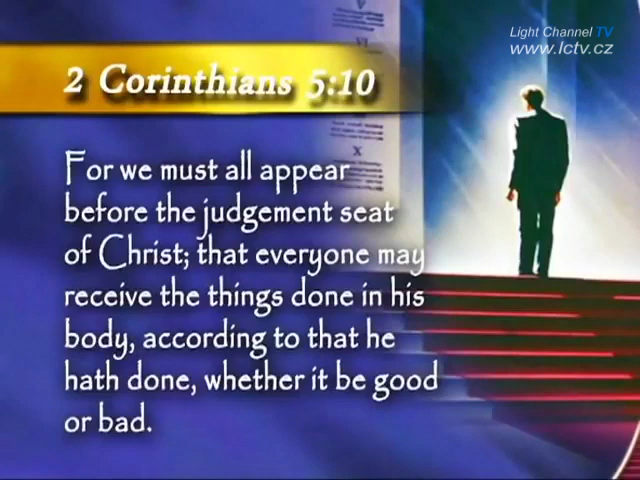 Light Channel TV
www.lctv.cz
V
VI
X
2 Corinthians 5:10
For we must all appear
before the judgement seat
of Christ; that everyone may
receive the things done in his
body, according to that he
hath done, whether it be good
or bad.